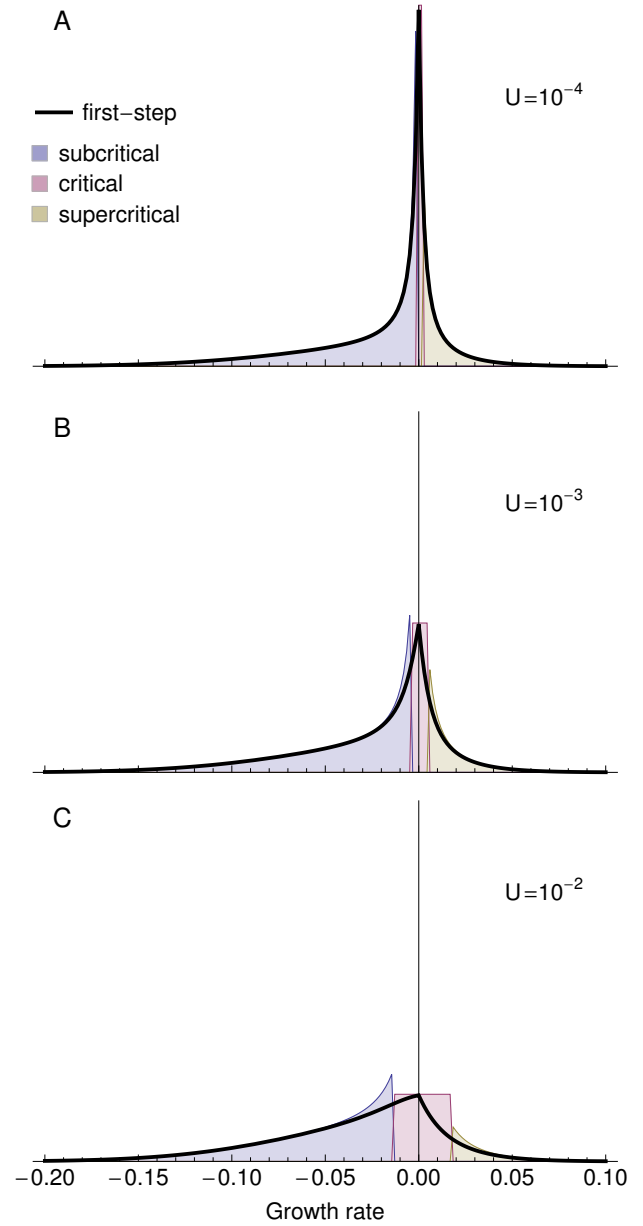 A
U=10⁻⁴
first−step
subcritical
critical
supercritical
B
U=10⁻³
C
U=10⁻²
−0.20 −0.15 −0.10 −0.05 0.00 0.05 0.10
Growth rate